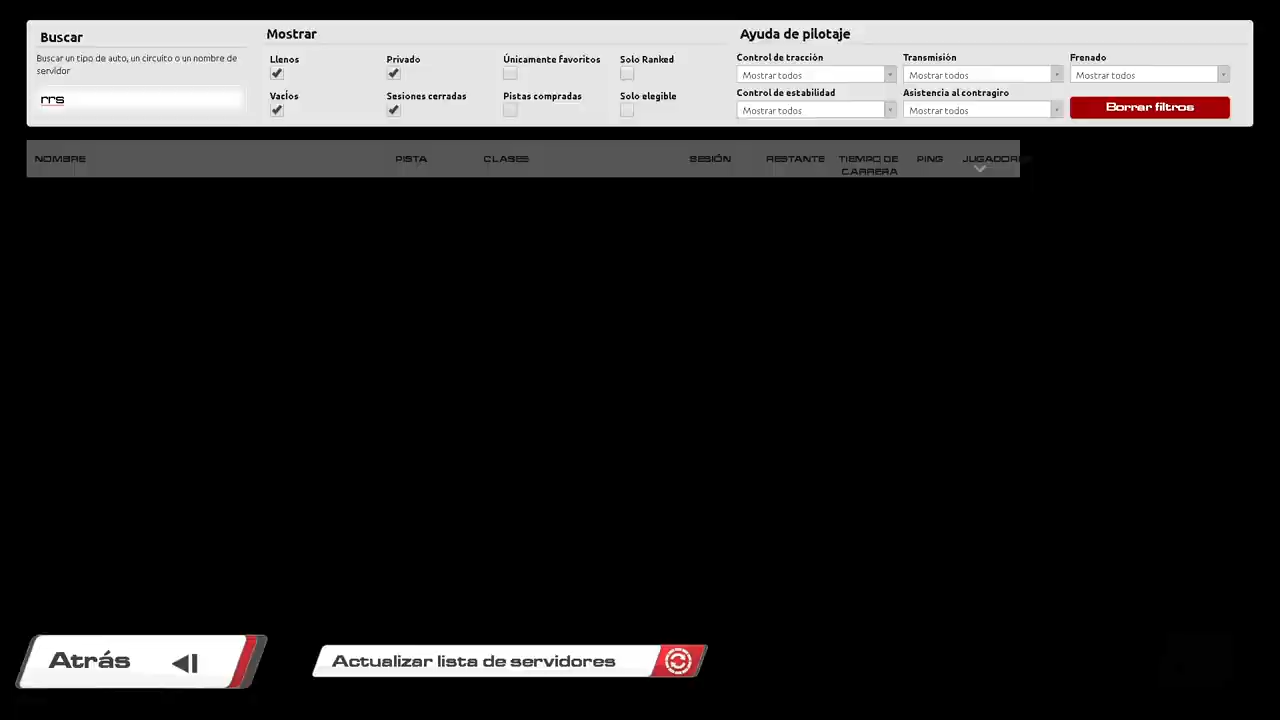 Buscar
Buscar un tipo de auto, un circuito o un nombre de
servidor
rrs
Mostrar
Llenos
Privado
Únicamente favoritos
Solo Ranked
Vacíos
Sesiones cerradas
Pistas compradas
Solo elegible
Ayuda de pilotaje
Control de tracción
Transmisión
Frenado
Mostrar todos
Mostrar todos
Mostrar todos
Control de estabilidad
Asistencia al contragiro
Mostrar todos
Mostrar todos
Borrar filtros
NOMBRE PISTA CLASES SESIÓN RESTANTE TIEMPO DE CARRERA PING JUGADORES
Atrás
Actualizar lista de servidores